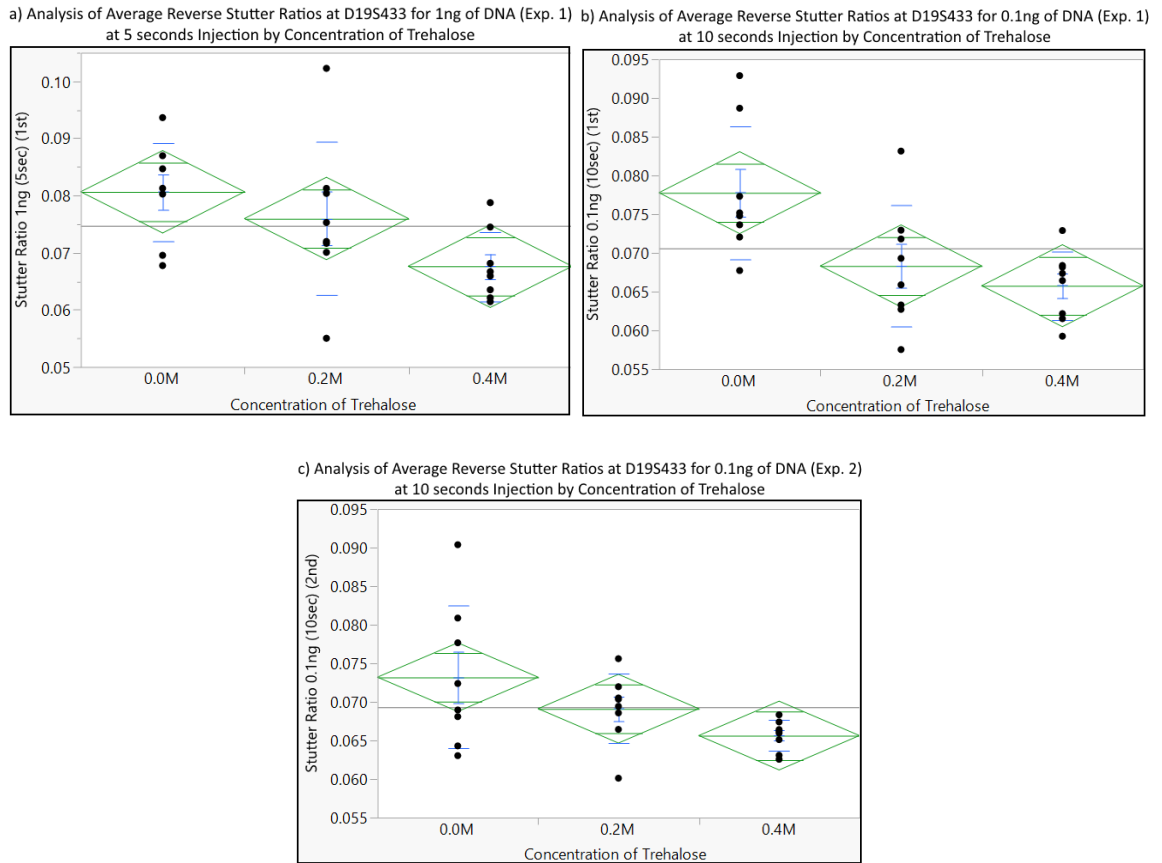 a) Analysis of Average Reverse Stutter Ratios at D19S433 for 1ng of DNA (Exp. 1)
at 5 seconds Injection by Concentration of Trehalose
Stutter Ratio 1ng (5sec) (1st)
0.10
0.09
0.08
0.07
0.06
0.05
0.0M
0.2M
0.4M
Concentration of Trehalose
b) Analysis of Average Reverse Stutter Ratios at D19S433 for 0.1ng of DNA (Exp. 1)
at 10 seconds Injection by Concentration of Trehalose
Stutter Ratio 0.1ng (10sec) (1st)
0.095
0.090
0.085
0.080
0.075
0.070
0.065
0.060
0.055
0.0M
0.2M
0.4M
Concentration of Trehalose
c) Analysis of Average Reverse Stutter Ratios at D19S433 for 0.1ng of DNA (Exp. 2)
at 10 seconds Injection by Concentration of Trehalose
Stutter Ratio 0.1ng (10sec) (2nd)
0.095
0.090
0.085
0.080
0.075
0.070
0.065
0.060
0.055
0.0M
0.2M
0.4M
Concentration of Trehalose